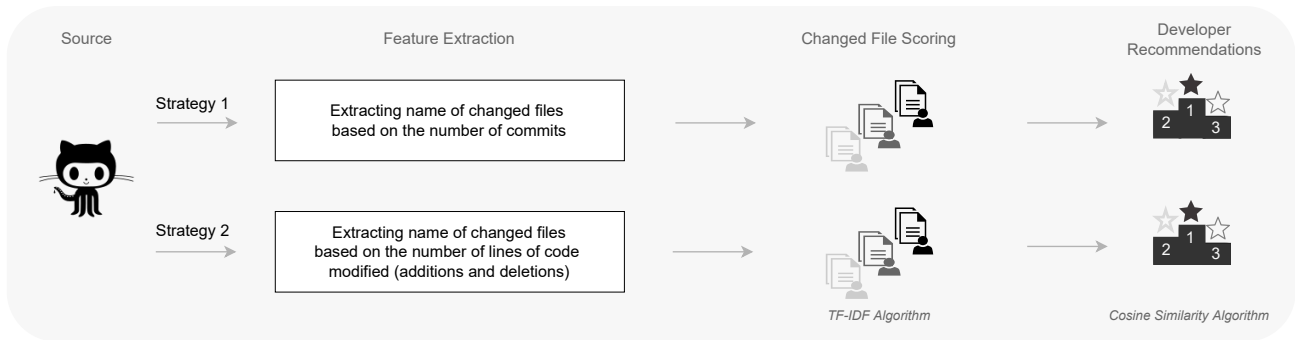 Source
Feature Extraction
Changed File Scoring
Developer
Recommendations
Strategy 1
Extracting name of changed files
based on the number of commits
1
2
3
Strategy 2
Extracting name of changed files
based on the number of lines of code
modified (additions and deletions)
1
2
3
TF-IDF Algorithm
Cosine Similarity Algorithm